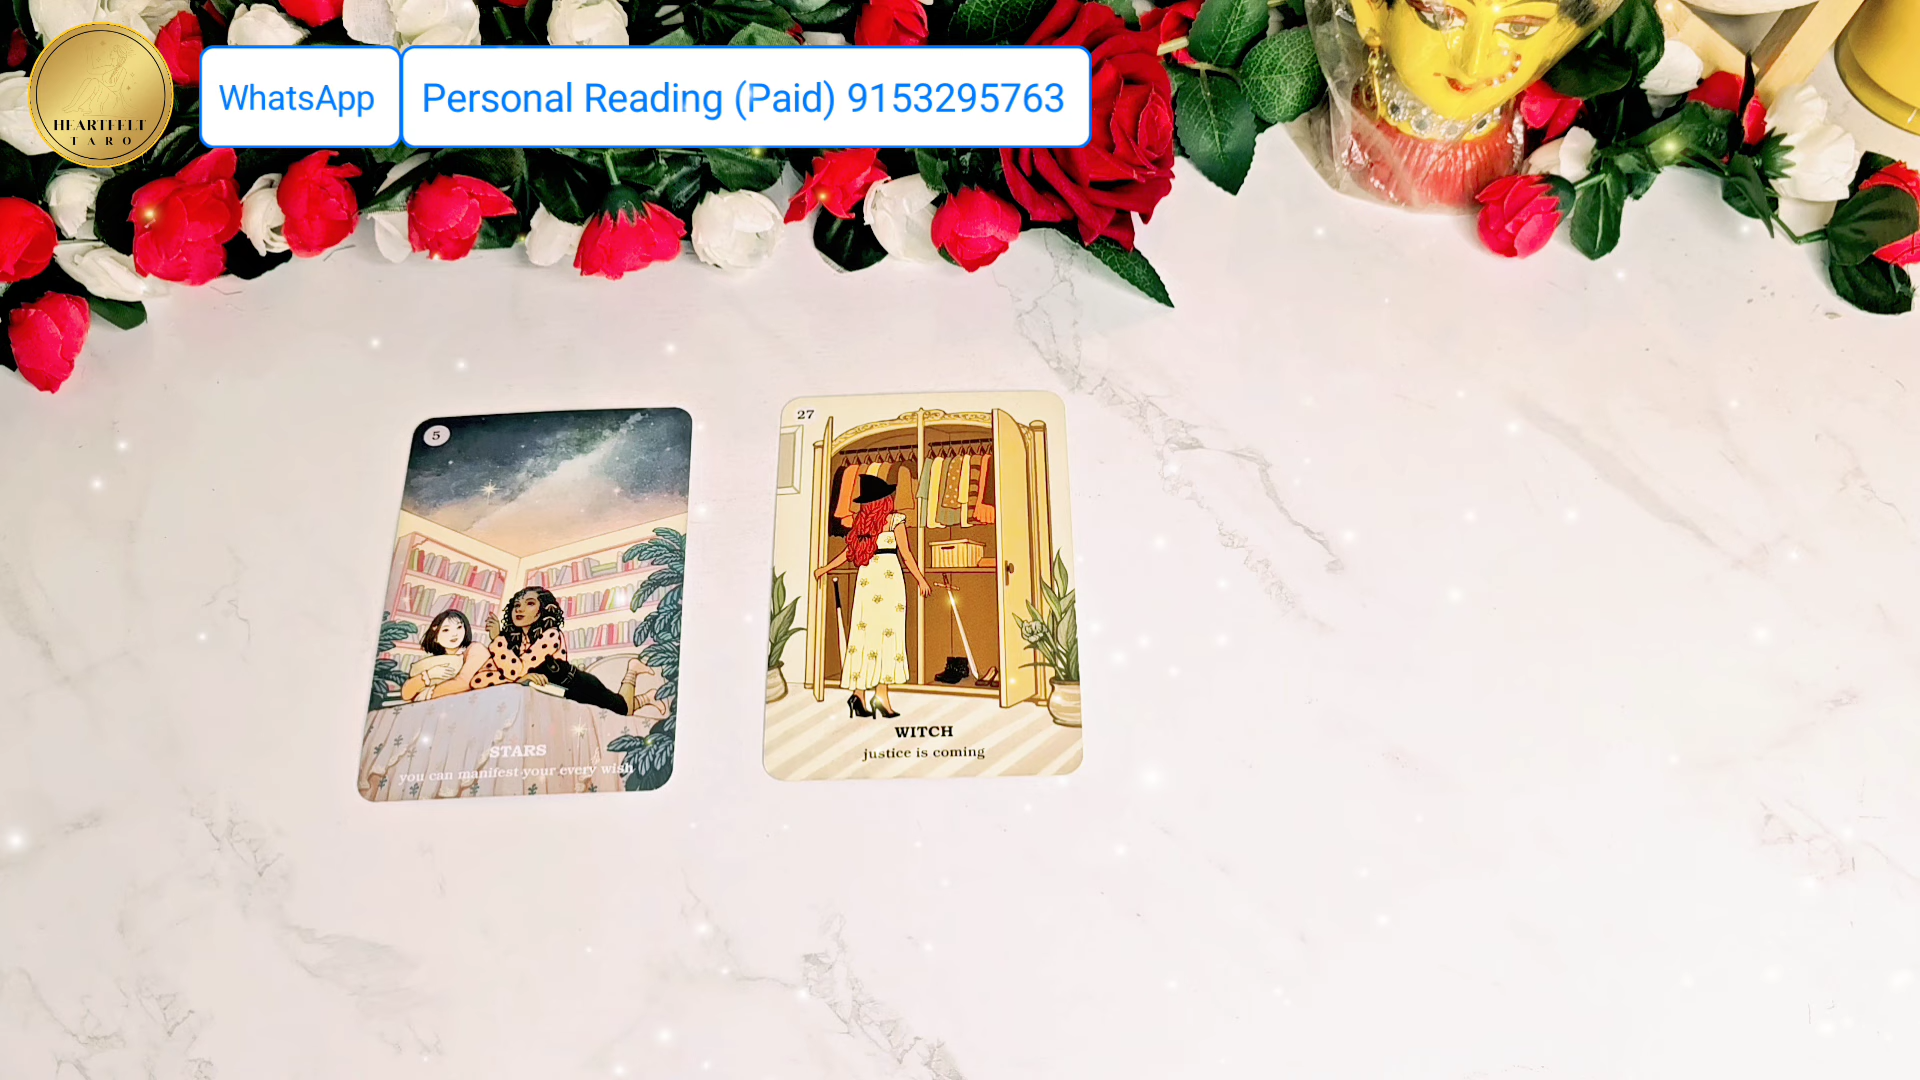 HEARTFELT
TARO
WhatsApp
Personal Reading (Paid) 9153295763
5
STARS
you can manifest your every wish
27
WITCH
justice is coming